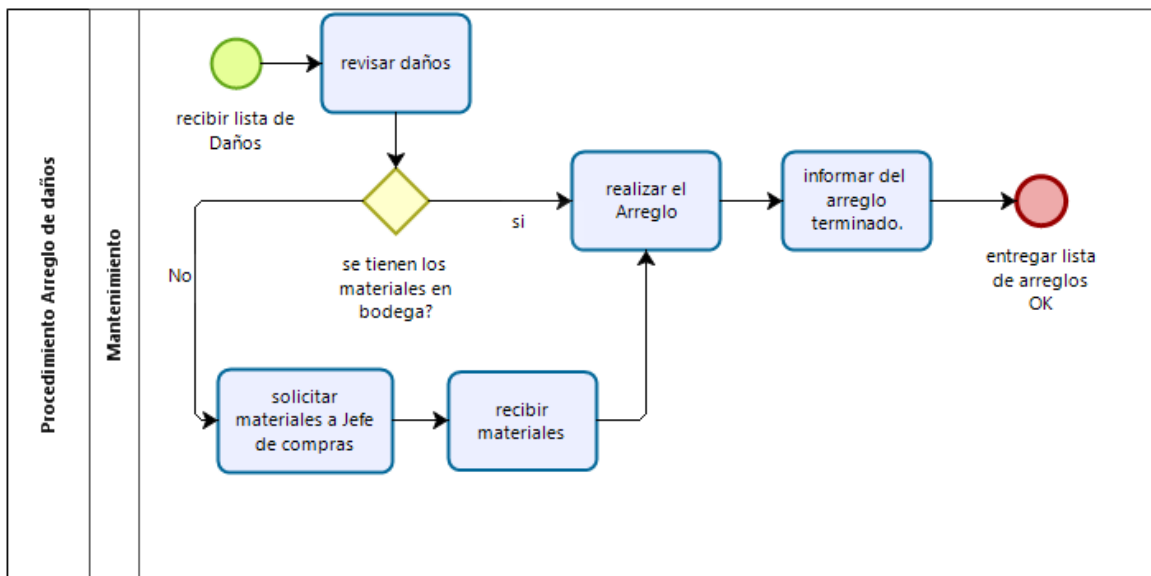 Procedimiento Arreglo de daños
Mantenimiento
recibir lista de
Daños
revisar daños
se tienen los
materiales en
bodega?
si
No
realizar el
Arreglo
informar del
arreglo
terminado.
entregar lista
de arreglos
OK
solicitar
materiales a Jefe
de compras
recibir
materiales